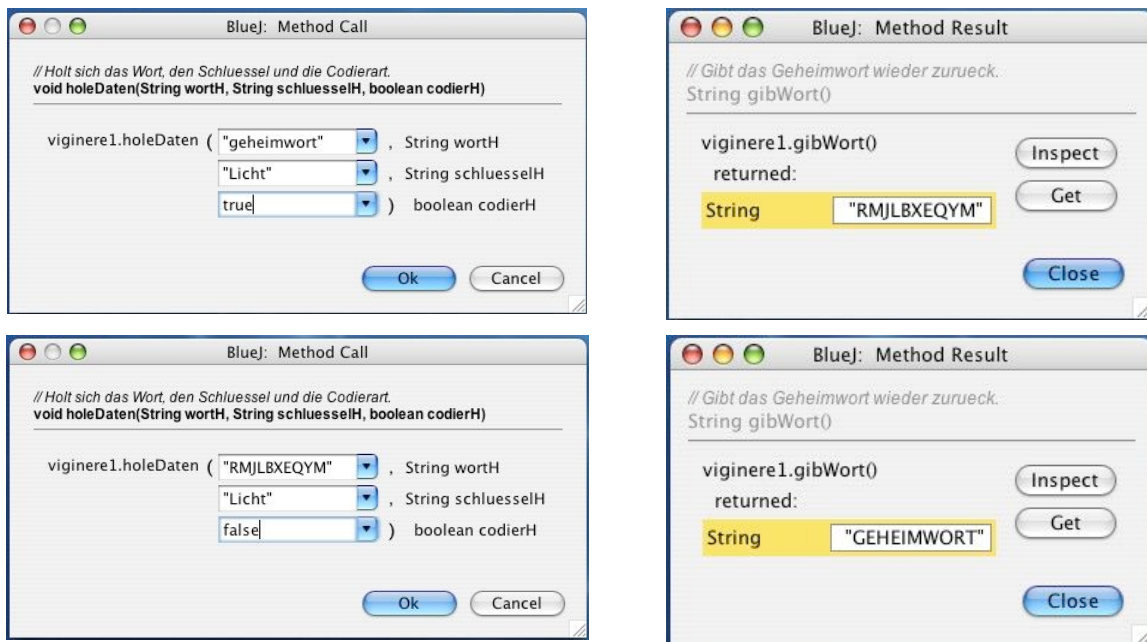 BlueJ: Method Call
// Holt sich das Wort, den Schluessel und die Codierart.
void holeDaten(String wortH, String schluesselH, boolean codierH)
viginere1.holeDaten ( "geheimwort" , String wortH
"Licht" , String schluesselH
true ) boolean codierH
Ok Cancel
BlueJ: Method Result
// Gibt das Geheimwort wieder zurueck.
String gibWort()
viginere1.gibWort()
returned:
String "RMJLBXEQYM"
Inspect
Get
Close
BlueJ: Method Call
// Holt sich das Wort, den Schluessel und die Codierart.
void holeDaten(String wortH, String schluesselH, boolean codierH)
viginere1.holeDaten ( "RMJLBXEQYM" , String wortH
"Licht" , String schluesselH
false ) boolean codierH
Ok Cancel
BlueJ: Method Result
// Gibt das Geheimwort wieder zurueck.
String gibWort()
viginere1.gibWort()
returned:
String "GEHEIMWORT"
Inspect
Get
Close